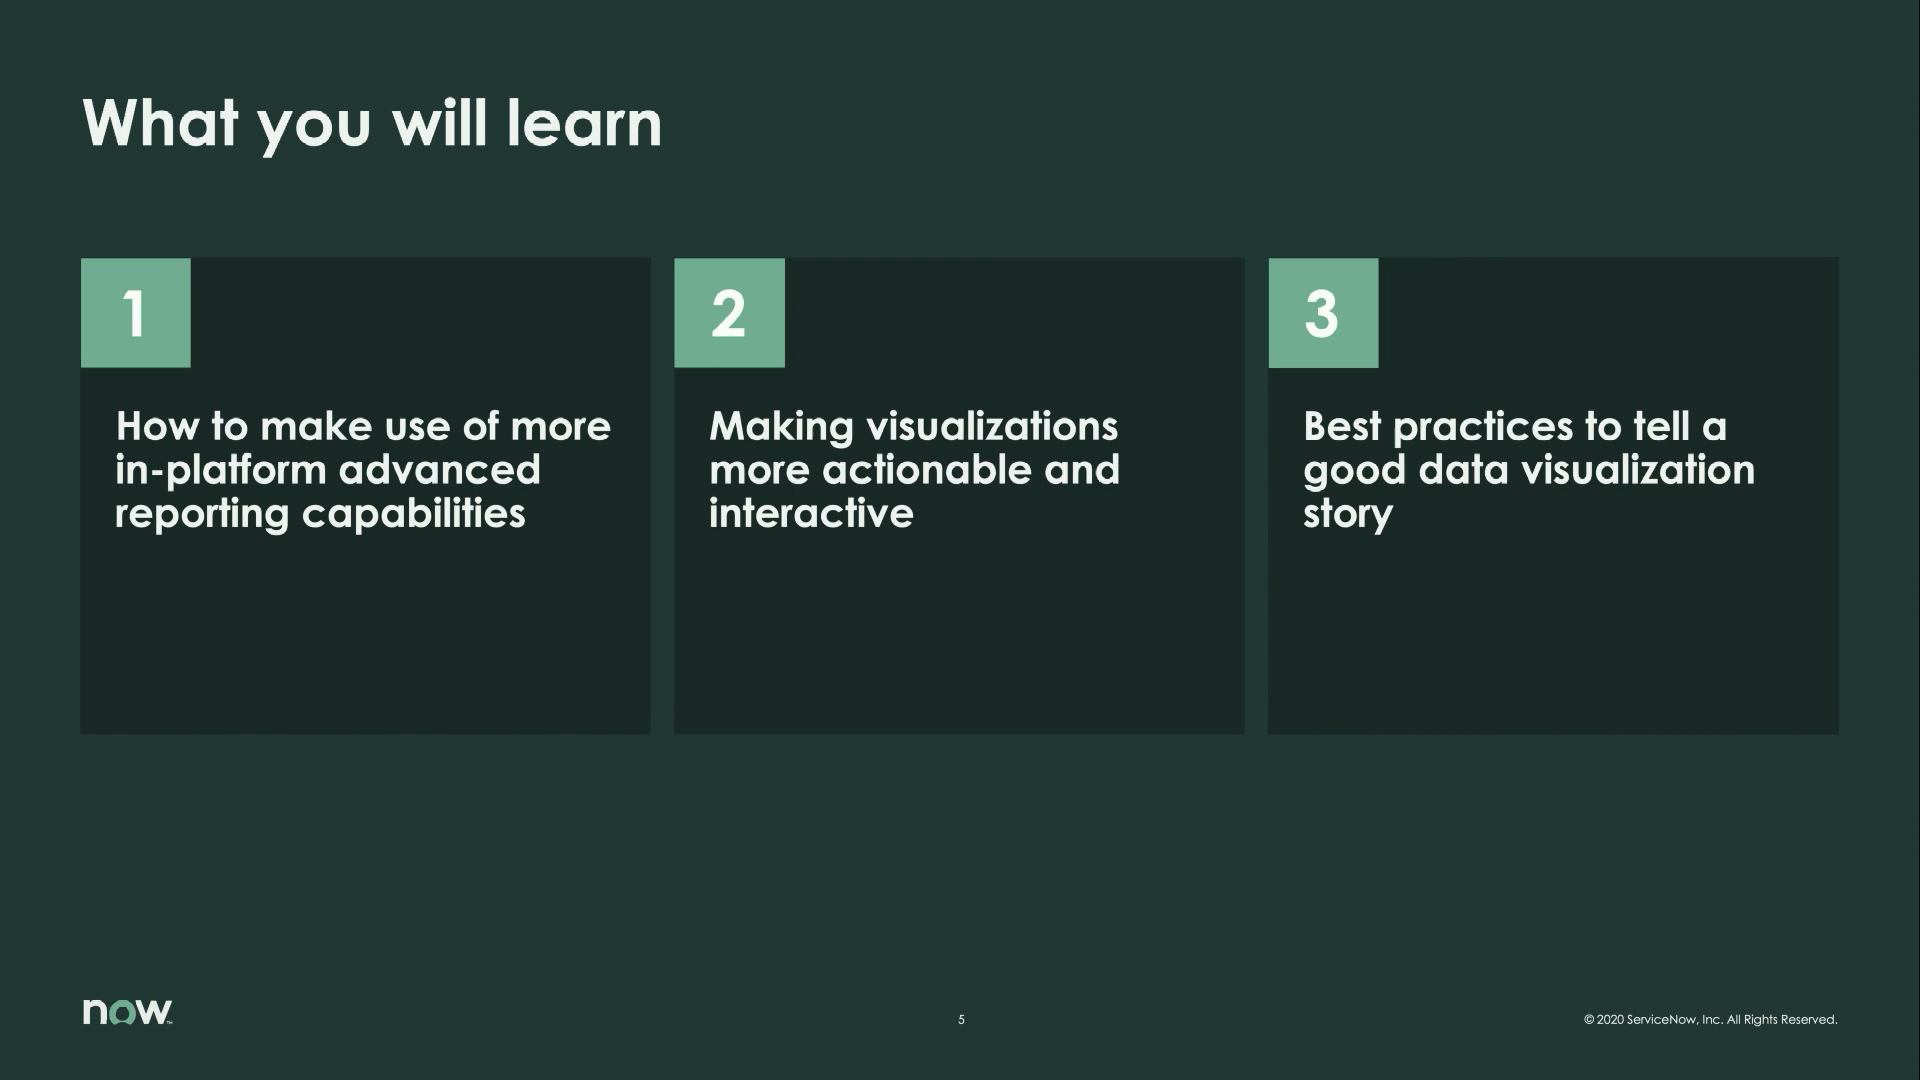 What you will learn
1
How to make use of more
in-platform advanced
reporting capabilities
2
Making visualizations
more actionable and
interactive
3
Best practices to tell a
good data visualization
story
now™
5
© 2020 ServiceNow, Inc. All Rights Reserved.